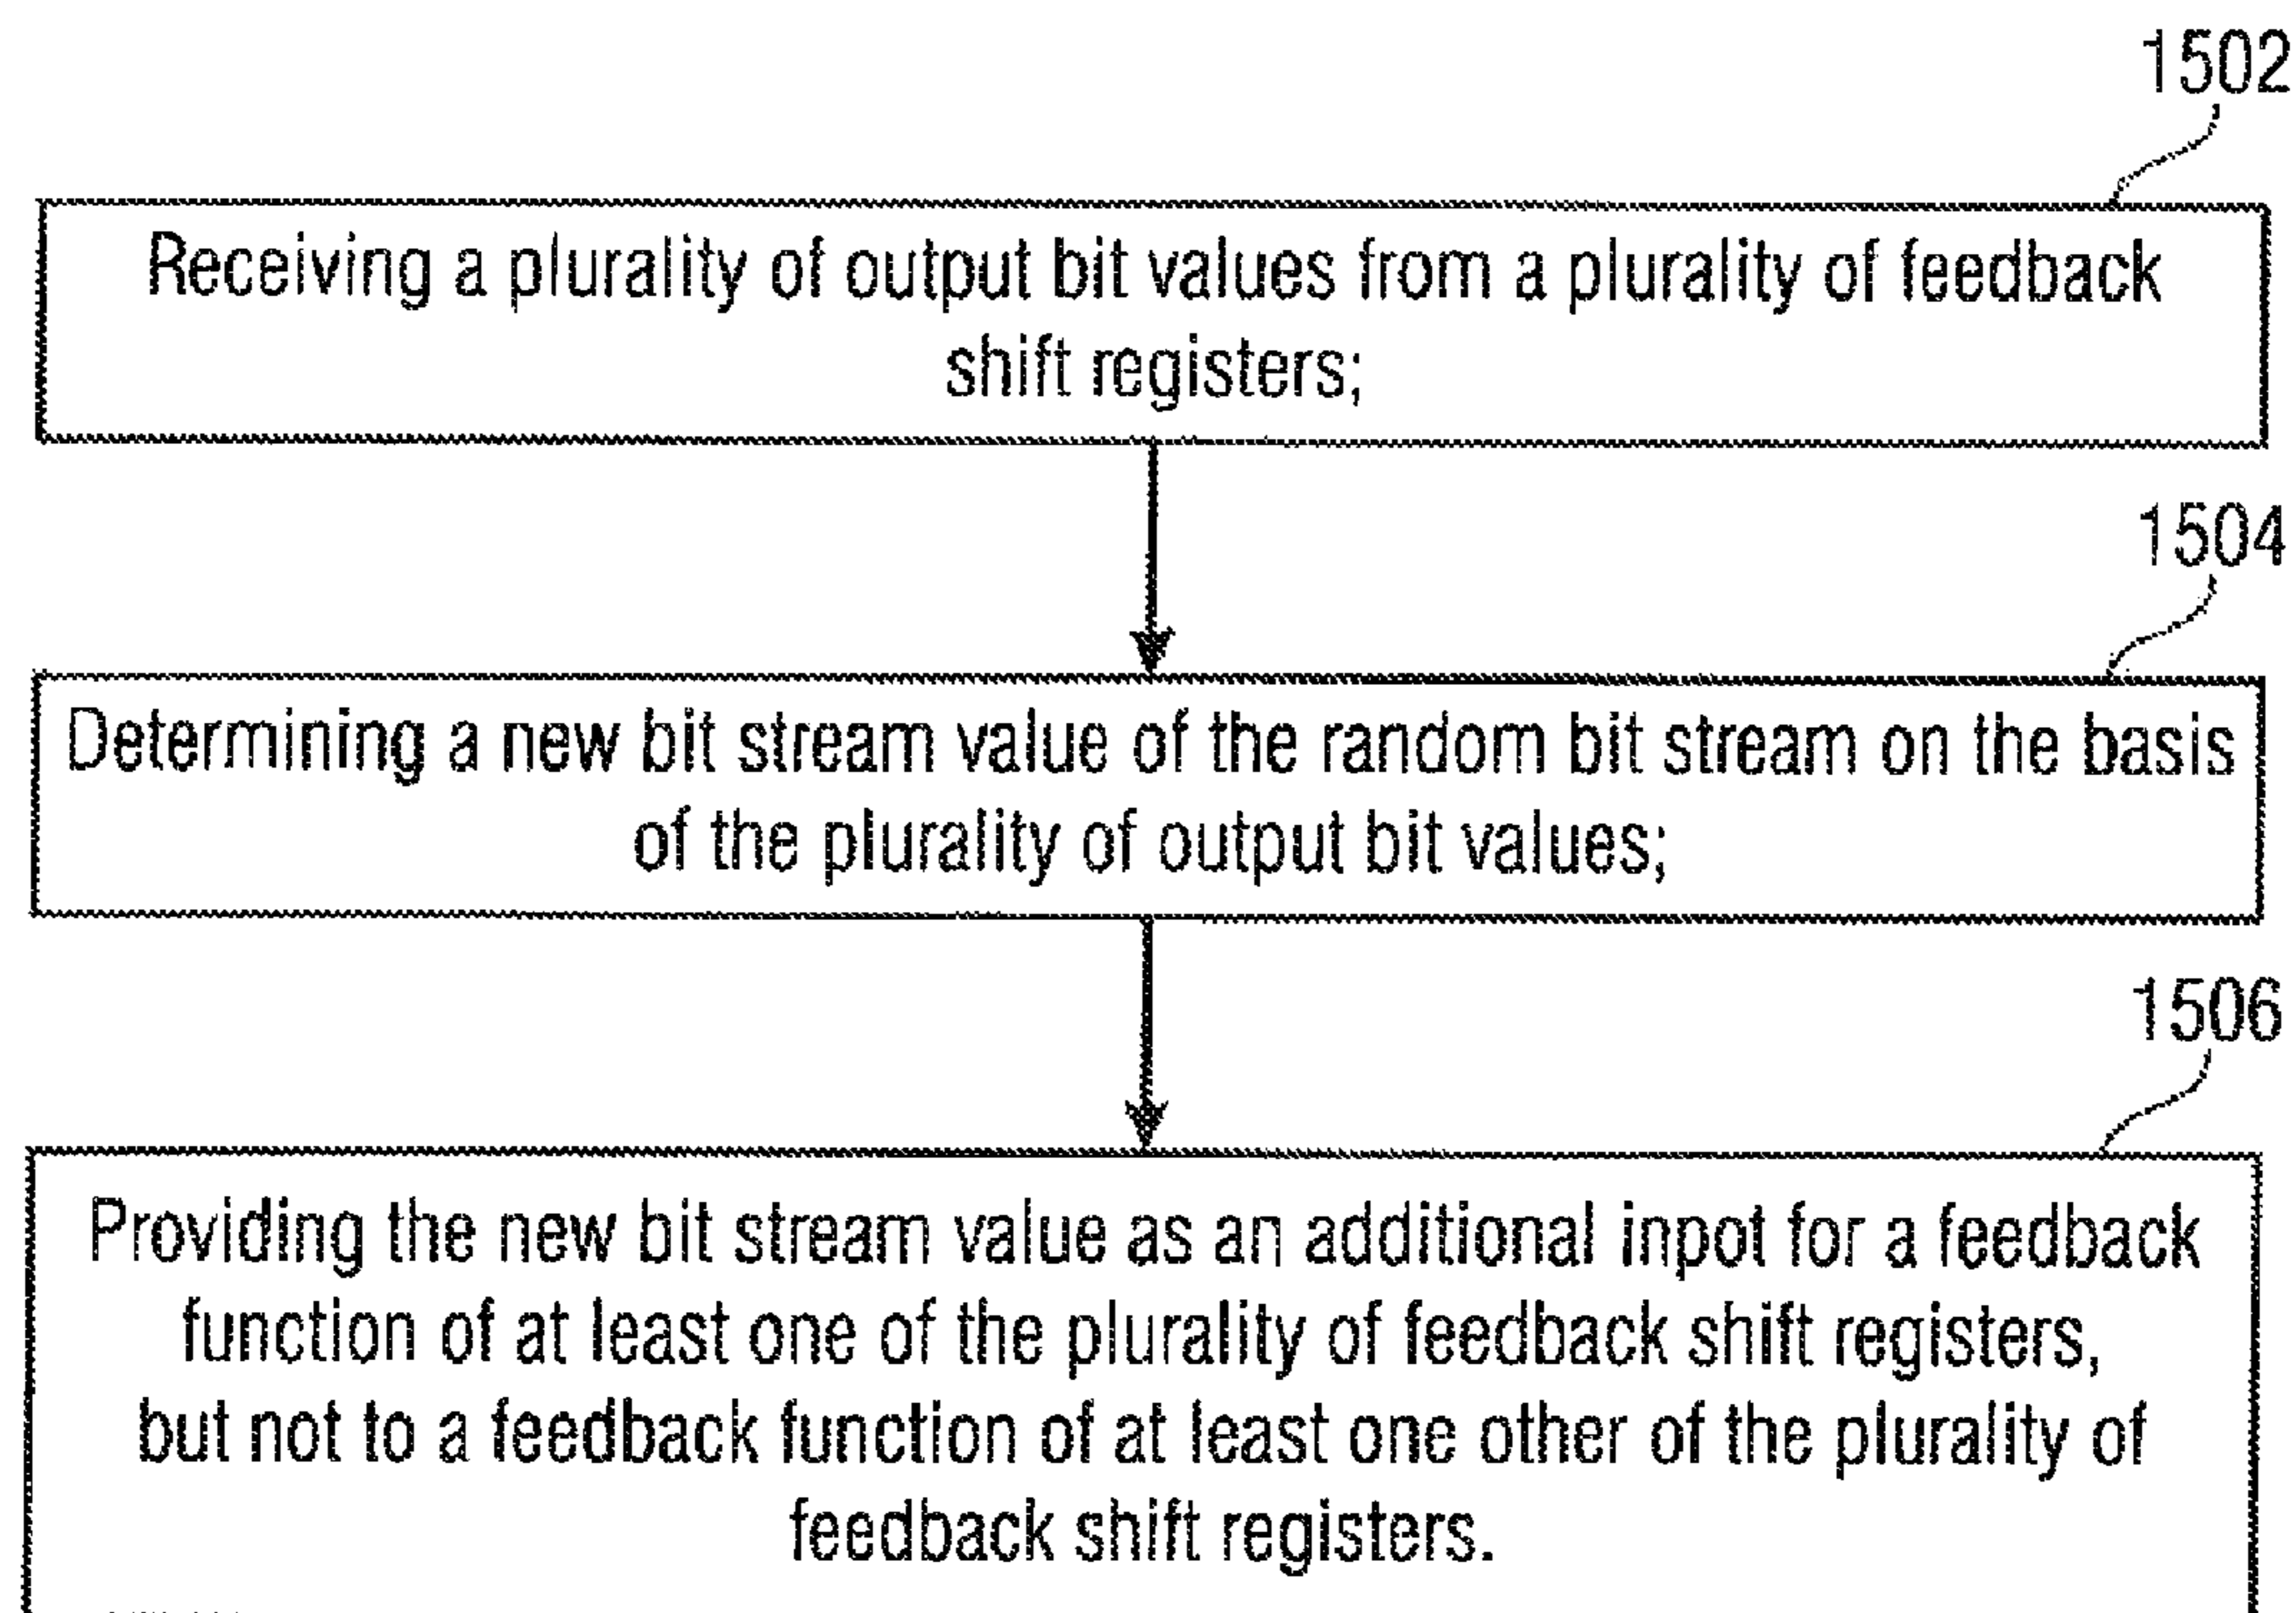 1502
Receiving a plurality of output bit values from a plurality of feedback
shift registers;
1504
Determining a new bit stream value of the random bit stream on the basis
of the plurality of output bit values;
1506
Providing the new bit stream value as an additional inpot for a feedback
function of at least one of the plurality of feedback shift registers,
but not to a feedback function of at least one other of the plurality of
feedback shift registers.